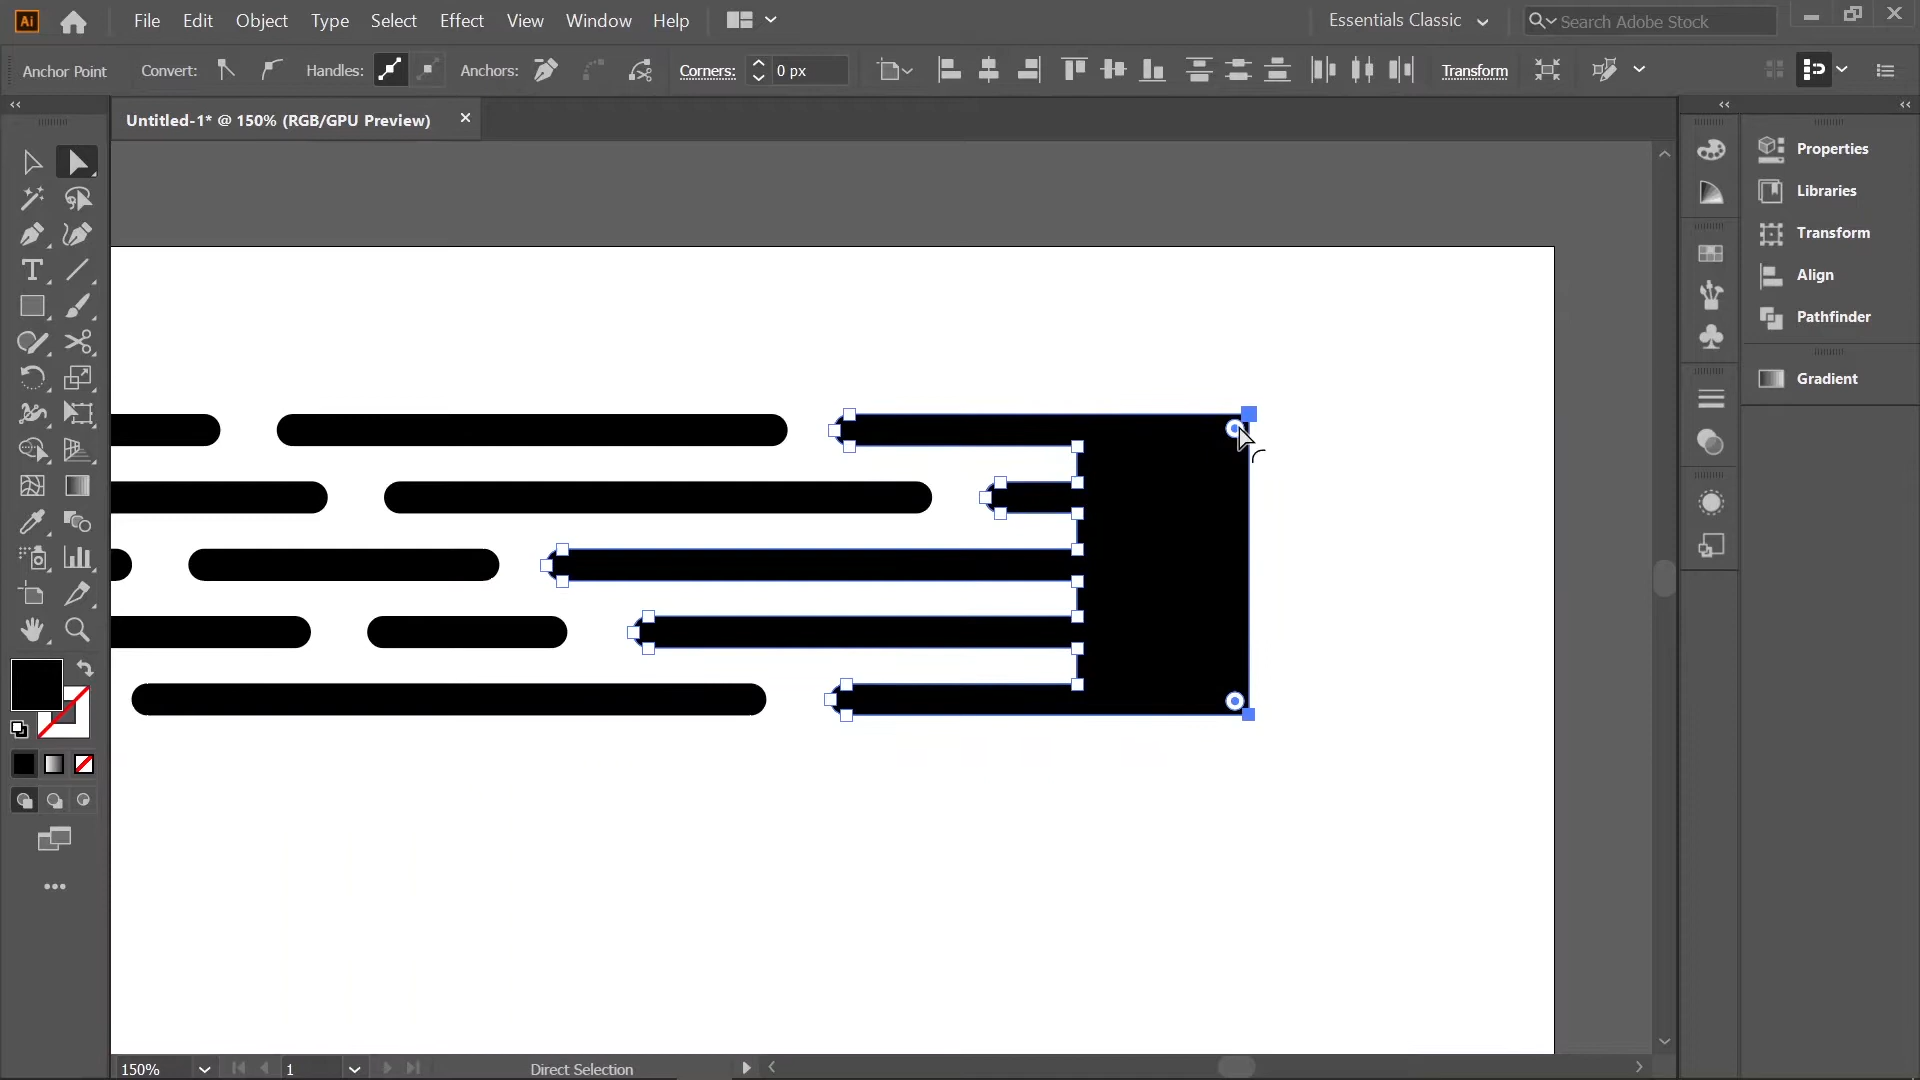 Ai File Edit Object Type Select Effect View Window Help Essentials Classic Search Adobe Stock
Anchor Point Convert: Handles: Anchors: Corners: 0 px Transform
Untitled-1* @ 150% (RGB/GPU Preview)
Properties
Libraries
Transform
Align
Pathfinder
Gradient
150% 1 Direct Selection